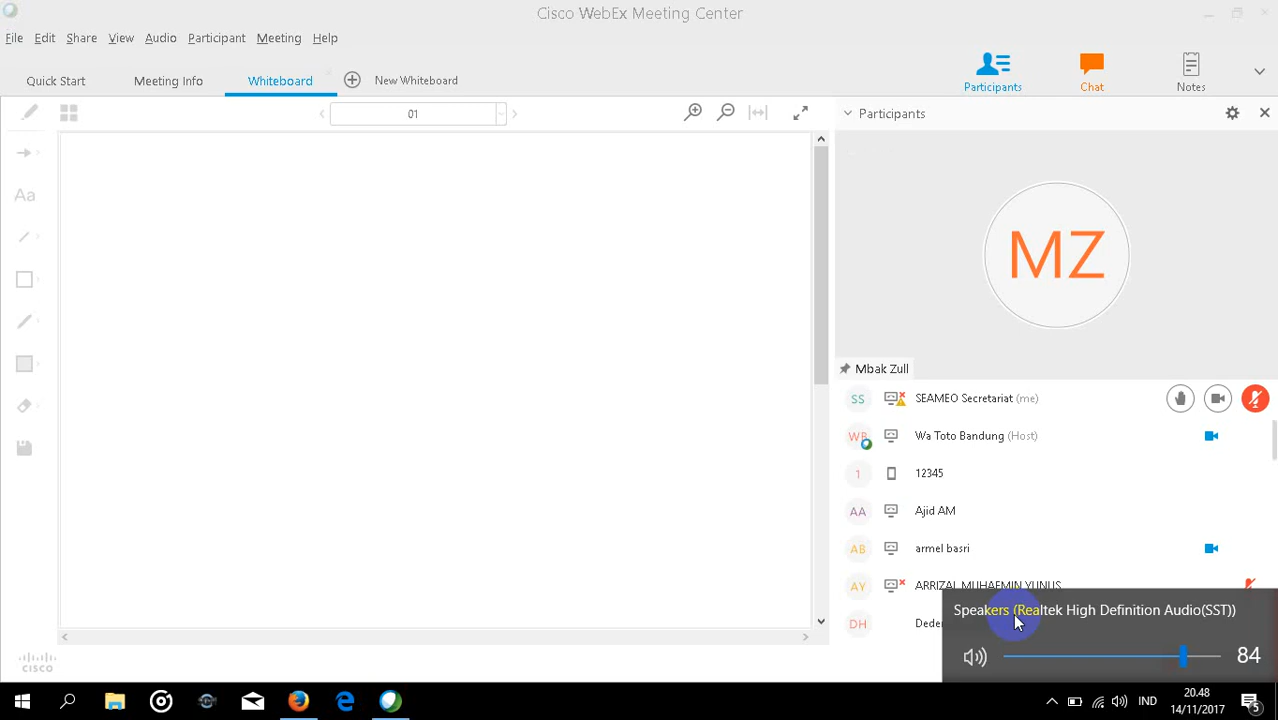 Cisco WebEx Meeting Center
File Edit Share View Audio Participant Meeting Help
Quick Start Meeting Info Whiteboard New Whiteboard
Participants Chat Notes
01
Participants
Aa
MZ
Mbak Zull
SS SEAMEO Secretariat (me)
WB Wa Toto Bandung (Host)
1 12345
AA Ajid AM
AB armel basri
AY ARRIZAL MUHAEMIN YUNUS
DH
Speakers (Realtek High Definition Audio(SST))
84
cisco
IND
20.48
14/11/2017
5